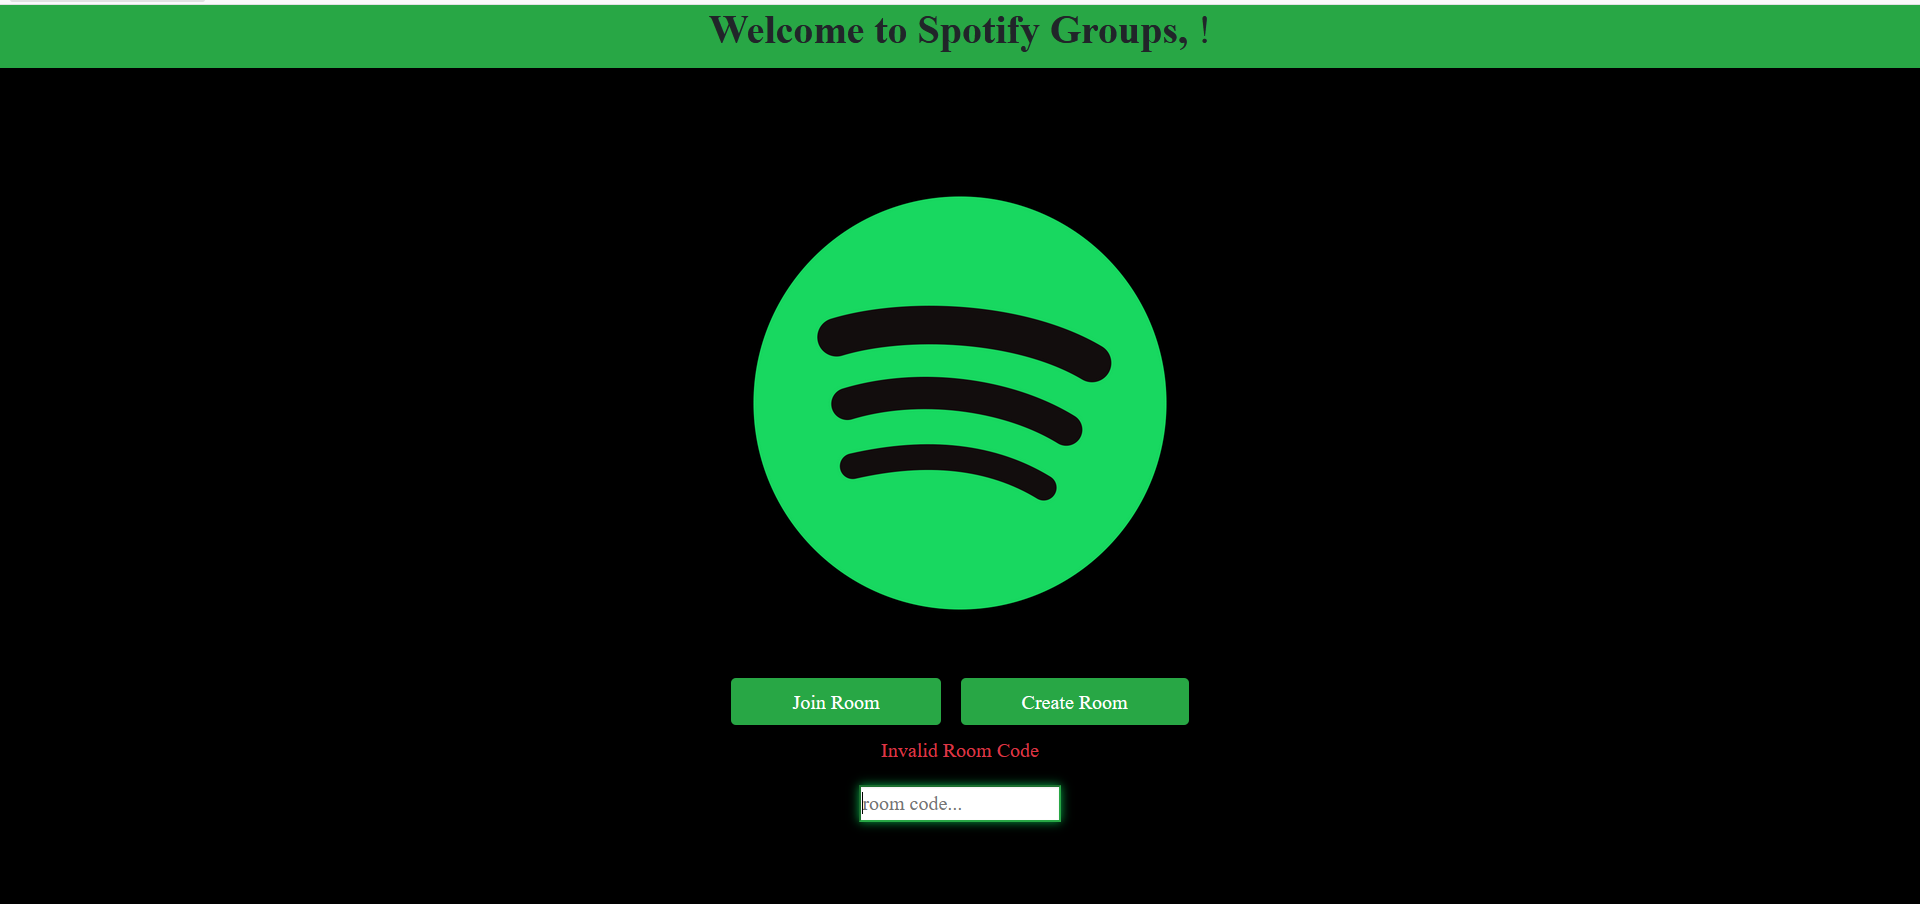 Welcome to Spotify Groups, !
Join Room
Create Room
Invalid Room Code
room code...